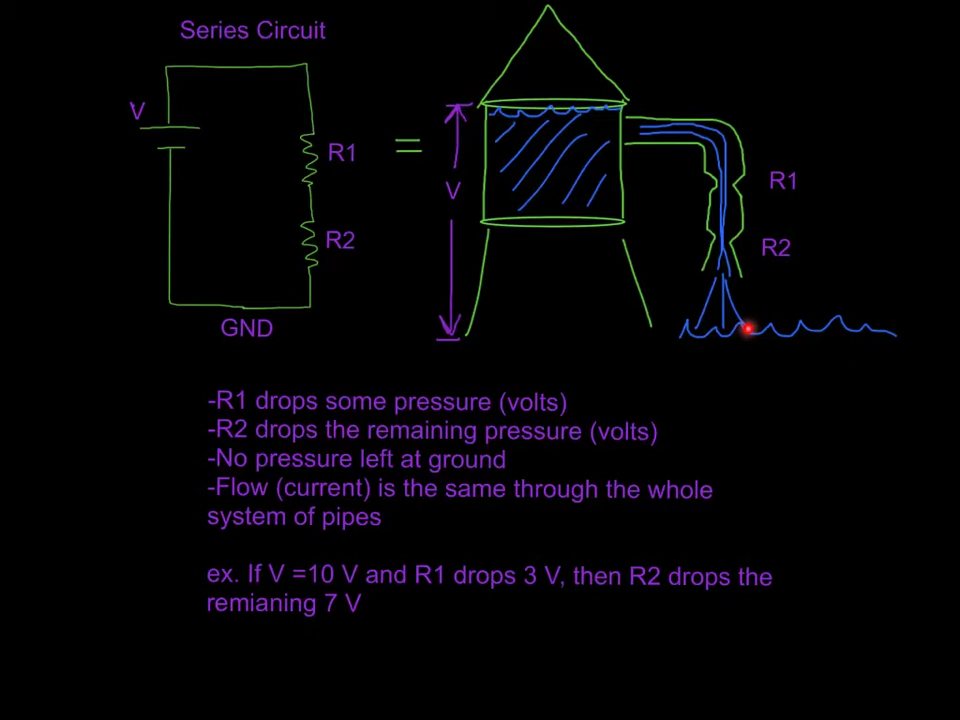 Series Circuit
V
R1
=
V
R1
R2
R2
GND
-R1 drops some pressure (volts)
-R2 drops the remaining pressure (volts)
-No pressure left at ground
-Flow (current) is the same through the whole
system of pipes
ex. If V =10 V and R1 drops 3 V, then R2 drops the
remianing 7 V